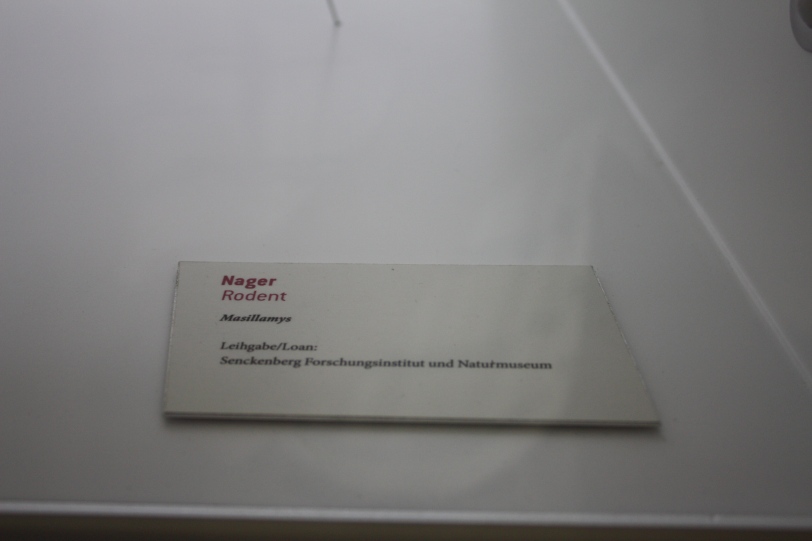 Nager
Rodent
Masillamys
Leihgabe/Loan:
Senckenberg Forschungsinstitut und Naturmuseum